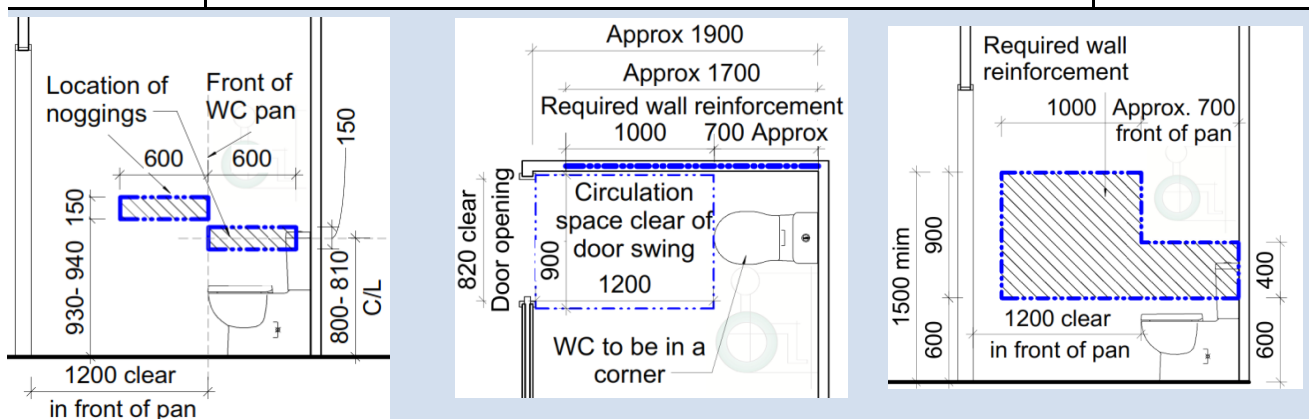 Location of
noggings
Front of
WC pan
600
600
150
150
930- 940
800- 810
C/L
1200 clear
in front of pan
Approx 1900
Approx 1700
Required wall reinforcement
1000
700 Approx
820 clear
Door opening
Circulation
space clear of
door swing
900
1200
WC to be in a
corner
Required wall
reinforcement
1000
Approx. 700
front of pan
1500 mim
900
600
400
600
1200 clear
in front of pan